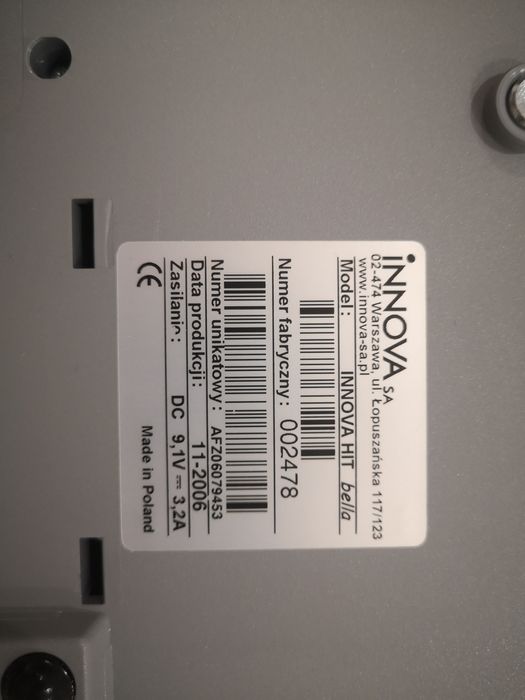 INNOVA SA
02-474 Warszawa, ul. Łopuszańska 117/123
www.innova-sa.pl
Model: INNOVA HIT bella
Numer fabryczny: 002478
Numer unikatowy: AFZ06079453
Data produkcji: 11-2006
Zasilanie: DC 9,1V ⎓ 3,2A
CE Made in Poland